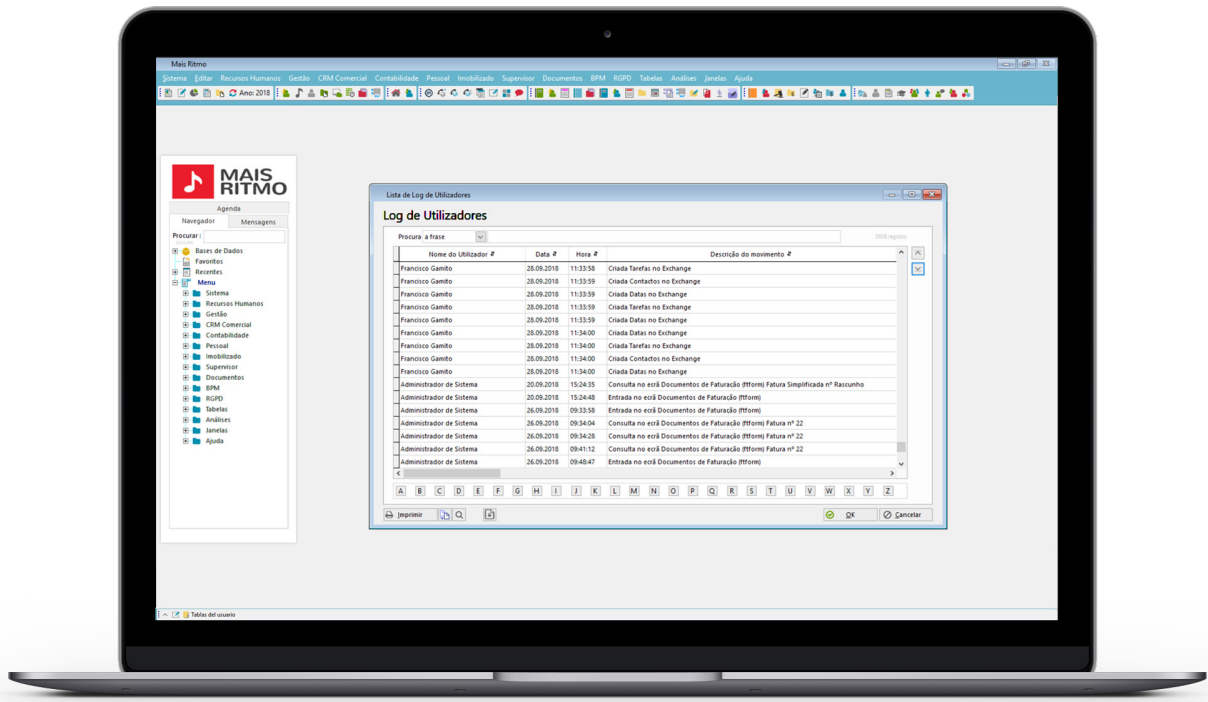 Mais Ritmo
Sistema Editar Recursos Humanos Gestão CRM Comercial Contabilidade Pessoal Imobilizado Supervisor Documentos BPM RGPD Tabelas Análises Janelas Ajuda
Ano: 2018
MAIS
RITMO
Agenda
Navegador Mensagens
Procurar :
Bases de Dados
Favoritos
Recentes
Menu
Sistema
Recursos Humanos
Gestão
CRM Comercial
Contabilidade
Pessoal
Imobilizado
Supervisor
Documentos
BPM
RGPD
Tabelas
Análises
Janelas
Ajuda
Lista de Log de Utilizadores
Log de Utilizadores
Procura a frase
registos
Nome do Utilizador Data Hora Descrição do movimento
Francisco Gamito 28.09.2018 11:33:58 Criada Tarefas no Exchange
Francisco Gamito 28.09.2018 11:33:59 Criada Contactos no Exchange
Francisco Gamito 28.09.2018 11:33:59 Criada Datas no Exchange
Francisco Gamito 28.09.2018 11:33:59 Criada Tarefas no Exchange
Francisco Gamito 28.09.2018 11:33:59 Criada Datas no Exchange
Francisco Gamito 28.09.2018 11:34:00 Criada Datas no Exchange
Francisco Gamito 28.09.2018 11:34:00 Criada Tarefas no Exchange
Francisco Gamito 28.09.2018 11:34:00 Criada Contactos no Exchange
Francisco Gamito 28.09.2018 11:34:00 Criada Datas no Exchange
Administrador de Sistema 20.09.2018 15:24:35 Consulta no ecrã Documentos de Faturação (ftform) Fatura Simplificada nº Rascunho
Administrador de Sistema 20.09.2018 15:24:48 Entrada no ecrã Documentos de Faturação (ftform)
Administrador de Sistema 26.09.2018 09:33:58 Entrada no ecrã Documentos de Faturação (ftform)
Administrador de Sistema 26.09.2018 09:34:04 Consulta no ecrã Documentos de Faturação (ftform) Fatura nº 22
Administrador de Sistema 26.09.2018 09:34:28 Consulta no ecrã Documentos de Faturação (ftform) Fatura nº 22
Administrador de Sistema 26.09.2018 09:41:12 Consulta no ecrã Documentos de Faturação (ftform) Fatura nº 22
Administrador de Sistema 26.09.2018 09:48:47 Entrada no ecrã Documentos de Faturação (ftform)
A B C D E F G H I J K L M N O P Q R S T U V W X Y Z
Imprimir OK Cancelar
Tablas del usuario